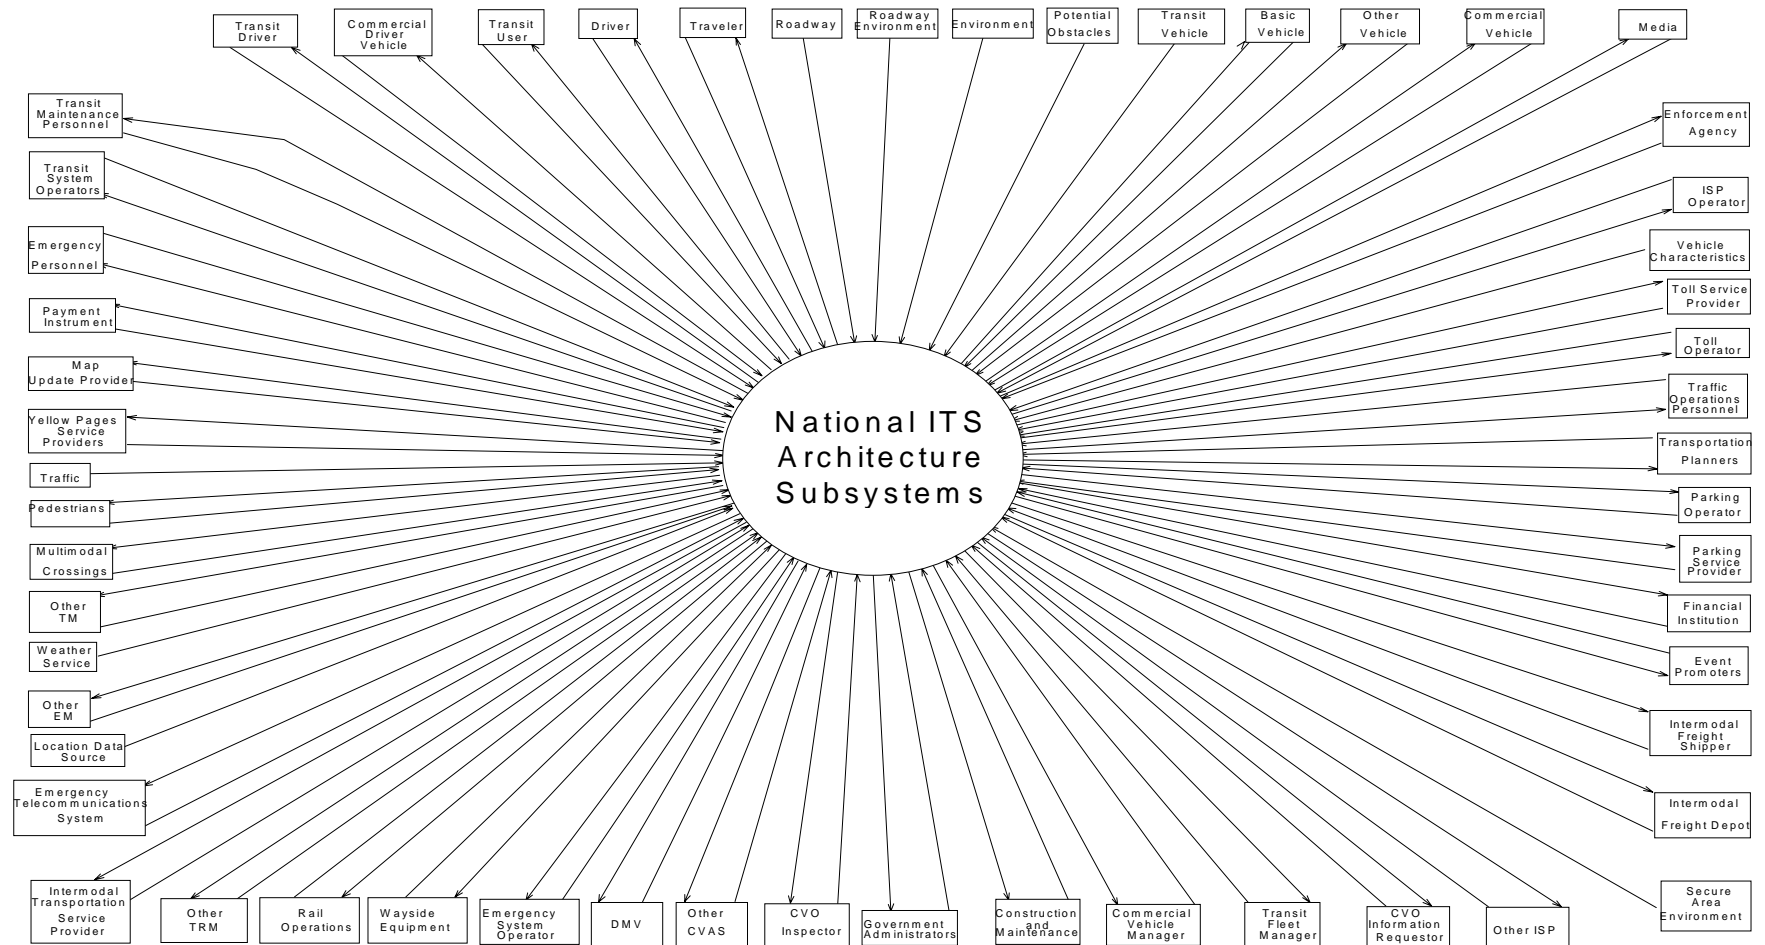 Transit
Driver
Commercial
Driver
Vehicle
Transit
User
Driver
Traveler
Roadway
Roadway
Environment
Environment
Potential
Obstacles
Transit
Vehicle
Basic
Vehicle
Other
Vehicle
Commercial
Vehicle
Media
Transit
Maintenance
Personnel
Transit
System
Operators
Emergency
Personnel
Payment
Instrument
Map
Update Provider
Yellow Pages
Service
Providers
Traffic
Pedestrians
Multimodal
Crossings
Other
TM
Weather
Service
Other
EM
Location Data
Source
Emergency
Telecommunications
System
National ITS
Architecture
Subsystems
Enforcement
Agency
ISP
Operator
Vehicle
Characteristics
Toll Service
Provider
Toll
Operator
Traffic
Operations
Personnel
Transportation
Planners
Parking
Operator
Parking
Service
Provider
Financial
Institution
Event
Promoters
Intermodal
Freight
Shipper
Intermodal
Freight Depot
Intermodal
Transportation
Service
Provider
Other
TRM
Rail
Operations
Wayside
Equipment
Emergency
System
Operator
DMV
Other
CVAS
CVO
Inspector
Government
Administrators
Construction
and
Maintenance
Commercial
Vehicle
Manager
Transit
Fleet
Manager
CVO
Information
Requestor
Other ISP
Secure
Area
Environment